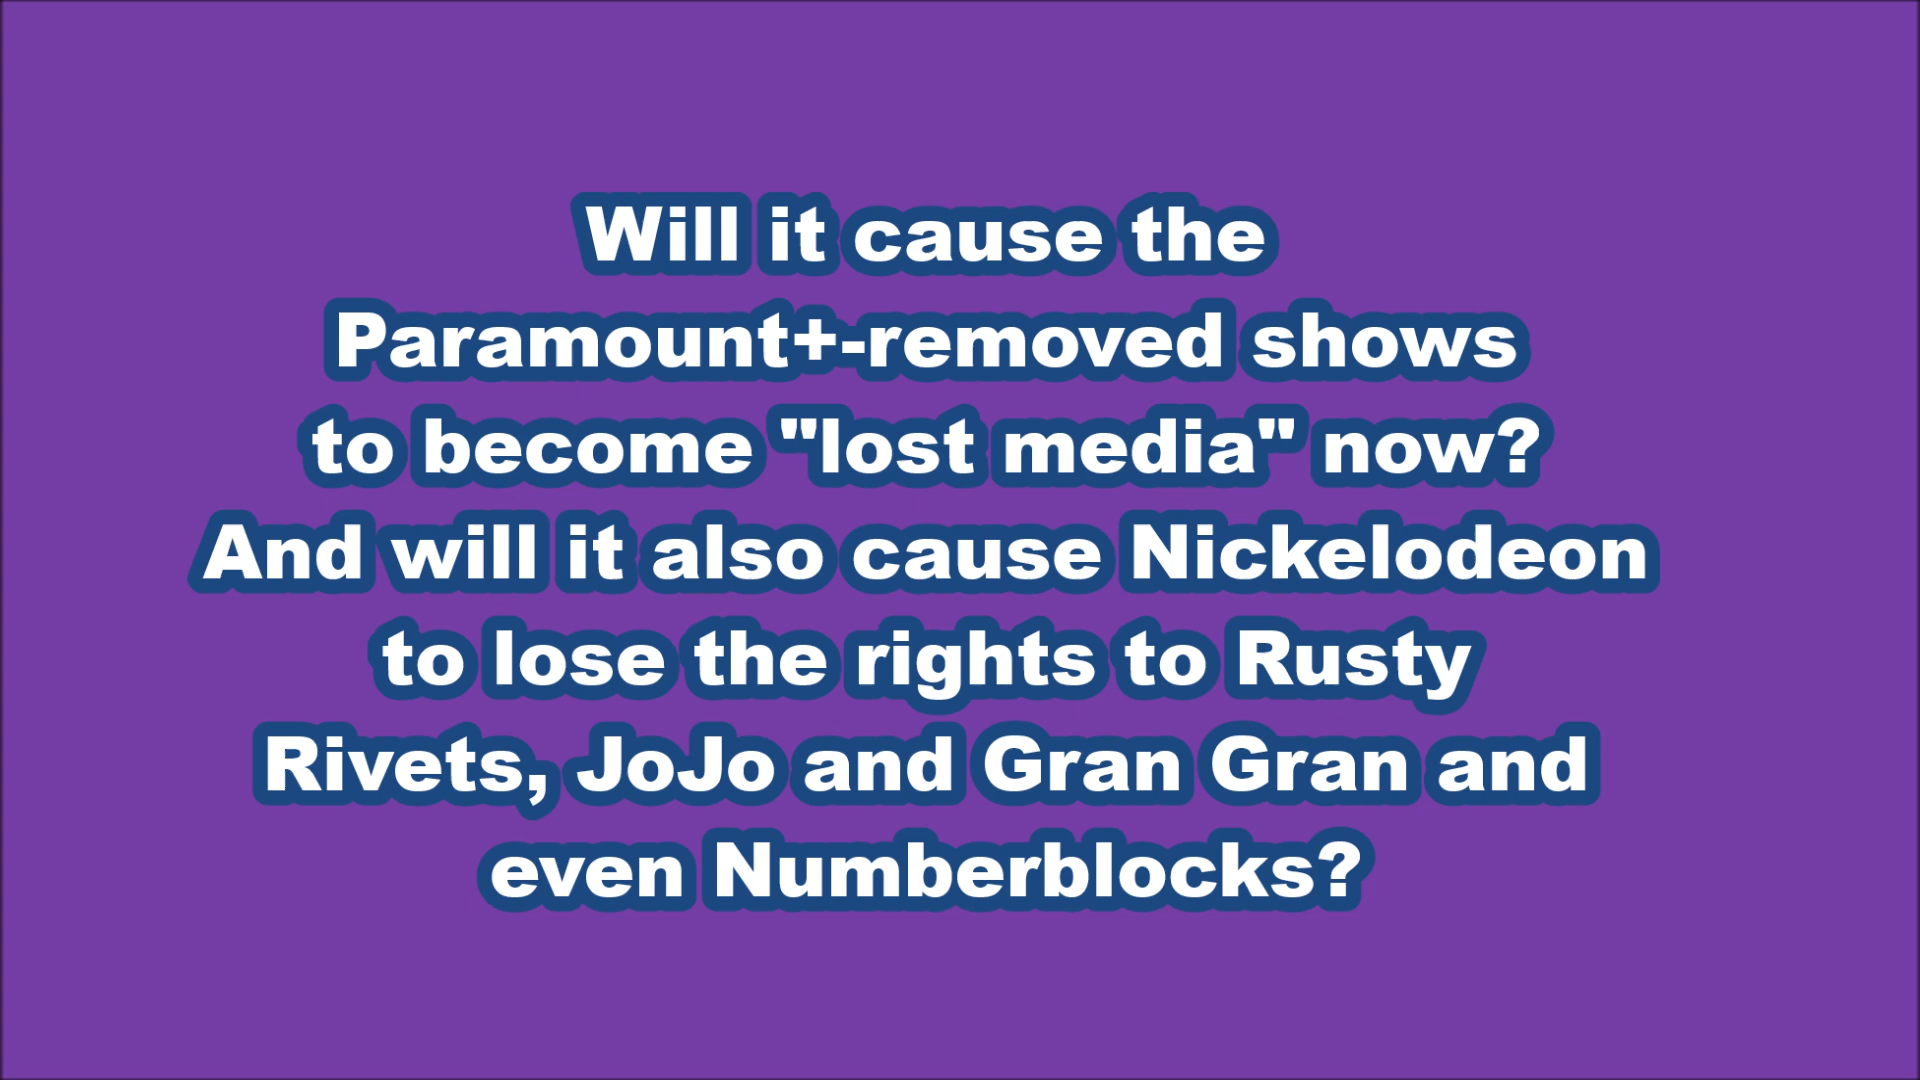 Will it cause the
Paramount+-removed shows
to become "lost media" now?
And will it also cause Nickelodeon
to lose the rights to Rusty
Rivets, JoJo and Gran Gran and
even Numberblocks?